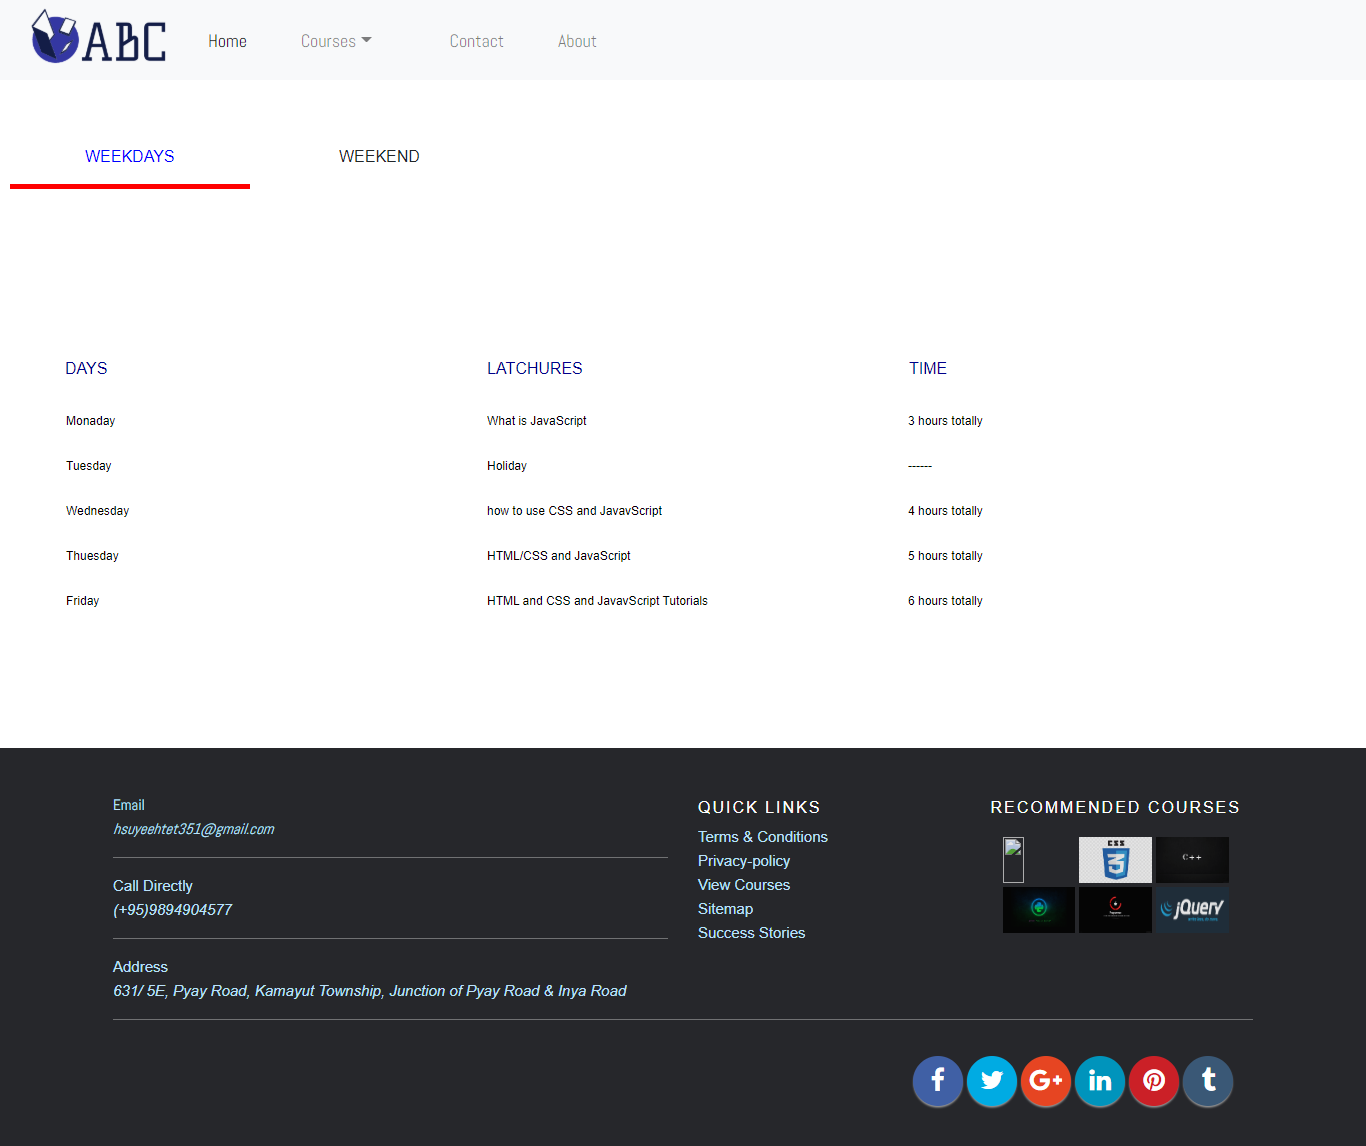 ABC Home Courses Contact About
WEEKDAYS WEEKEND
DAYS LATCHURES TIME
Monaday What is JavaScript 3 hours totally
Tuesday Holiday ------
Wednesday how to use CSS and JavavScript 4 hours totally
Thuesday HTML/CSS and JavaScript 5 hours totally
Friday HTML and CSS and JavavScript Tutorials 6 hours totally
Email
hsuyeehtet351@gmail.com
Call Directly
(+95)9894904577
Address
631/ 5E, Pyay Road, Kamayut Township, Junction of Pyay Road & Inya Road
QUICK LINKS
Terms & Conditions
Privacy-policy
View Courses
Sitemap
Success Stories
RECOMMENDED COURSES
CSS
3
C++
jQuery
f G+ in t